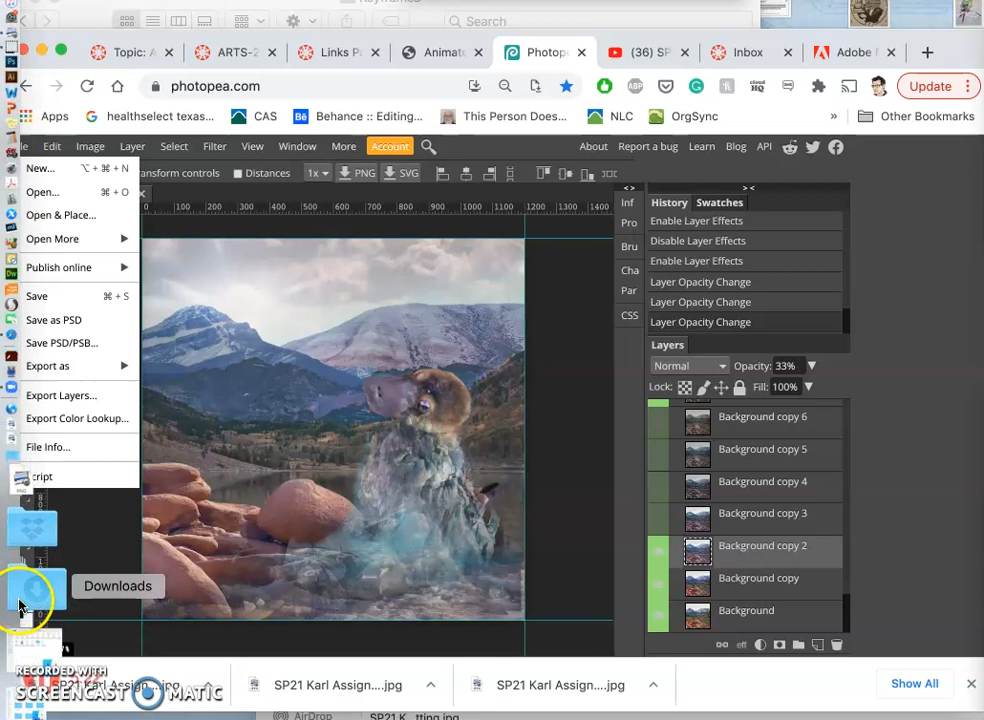 Search
Topic: A
ARTS-2
Links P
Animat
Photop
(36) SP
Inbox
Adobe
photopea.com
Update
Apps
healthselect texas...
CAS
Behance :: Editing...
This Person Does...
NLC
OrgSync
»
Other Bookmarks
Edit Image Layer Select Filter View Window More Account
About Report a bug Learn Blog API
ransform controls Distances 1x PNG SVG
New... ⌥ + ⌘ + N
Open... ⌘ + O
Open & Place...
Open More
Publish online
Save ⌘ + S
Save as PSD
Save PSD/PSB...
Export as
Export Layers...
Export Color Lookup...
File Info...
cript
Downloads
0 100 200 300 400 500 600 700 800 900 1000 1100 1200 1300 1400
<> > <
Inf
Pro
Bru
Cha
Par
CSS
History Swatches
Enable Layer Effects
Disable Layer Effects
Enable Layer Effects
Layer Opacity Change
Layer Opacity Change
Layer Opacity Change
Layers
Normal Opacity: 33%
Lock: Fill: 100%
Background copy 6
Background copy 5
Background copy 4
Background copy 3
Background copy 2
Background copy
Background
eff
RECORDED WITH
SCREENCAST MATIC
SP21 Karl Assign....jpg
SP21 Karl Assign....jpg
Show All
AirDrop